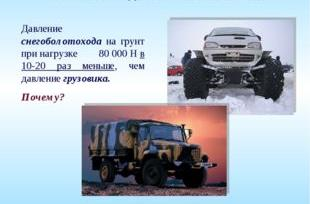 Давление
снегоболотохода на грунт
при нагрузке 80 000 Н в
10-20 раз меньше, чем
давление грузовика.
Почему?